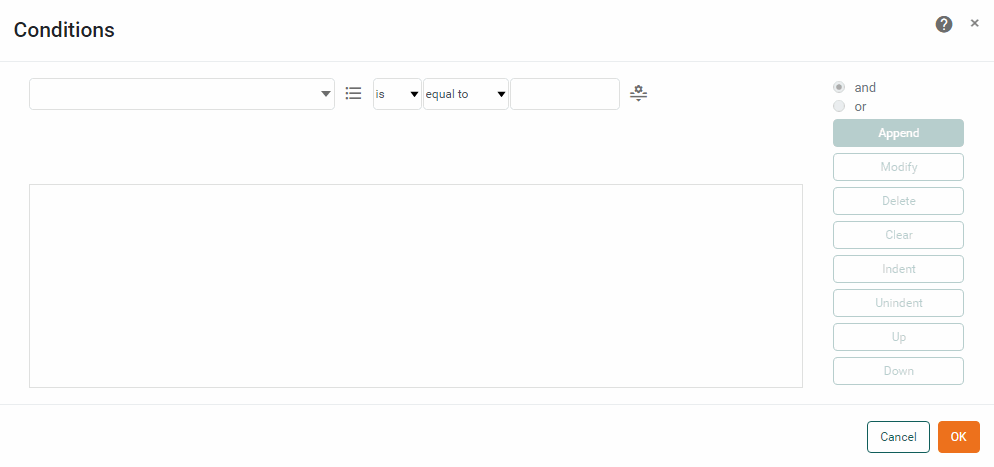 Conditions
? ×
is equal to
and
or
Append
Modify
Delete
Clear
Indent
Unindent
Up
Down
Cancel OK